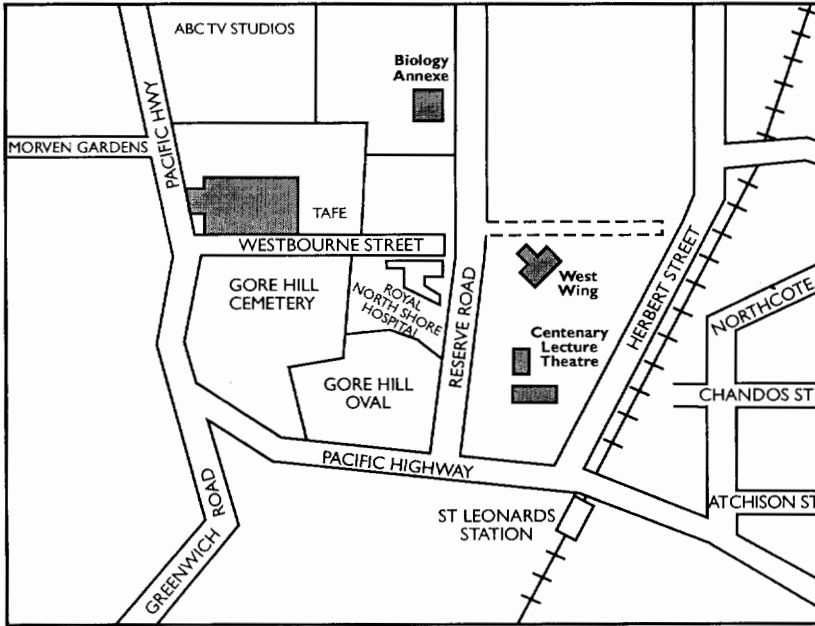 ABC TV STUDIOS
Biology
Annexe
PACIFIC HWY
MORVEN GARDENS
TAFE
WESTBOURNE STREET
GORE HILL
CEMETERY
ROYAL
NORTH SHORE
HOSPITAL
RESERVE ROAD
West
Wing
HERBERT STREET
NORTHCOTE
Centenary
Lecture
Theatre
GORE HILL
OVAL
CHANDOS ST
PACIFIC HIGHWAY
GREENWICH ROAD
ST LEONARDS
STATION
ATCHISON ST